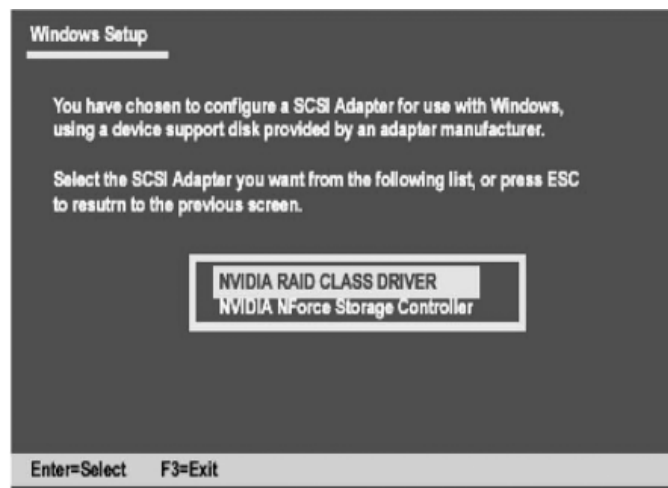 Windows Setup
You have chosen to configure a SCSI Adapter for use with Windows,
using a device support disk provided by an adapter manufacturer.
Select the SCSI Adapter you want from the following list, or press ESC
to resutrn to the previous screen.
NVIDIA RAID CLASS DRIVER
NVIDIA NForce Storage Controller
Enter=Select F3=Exit